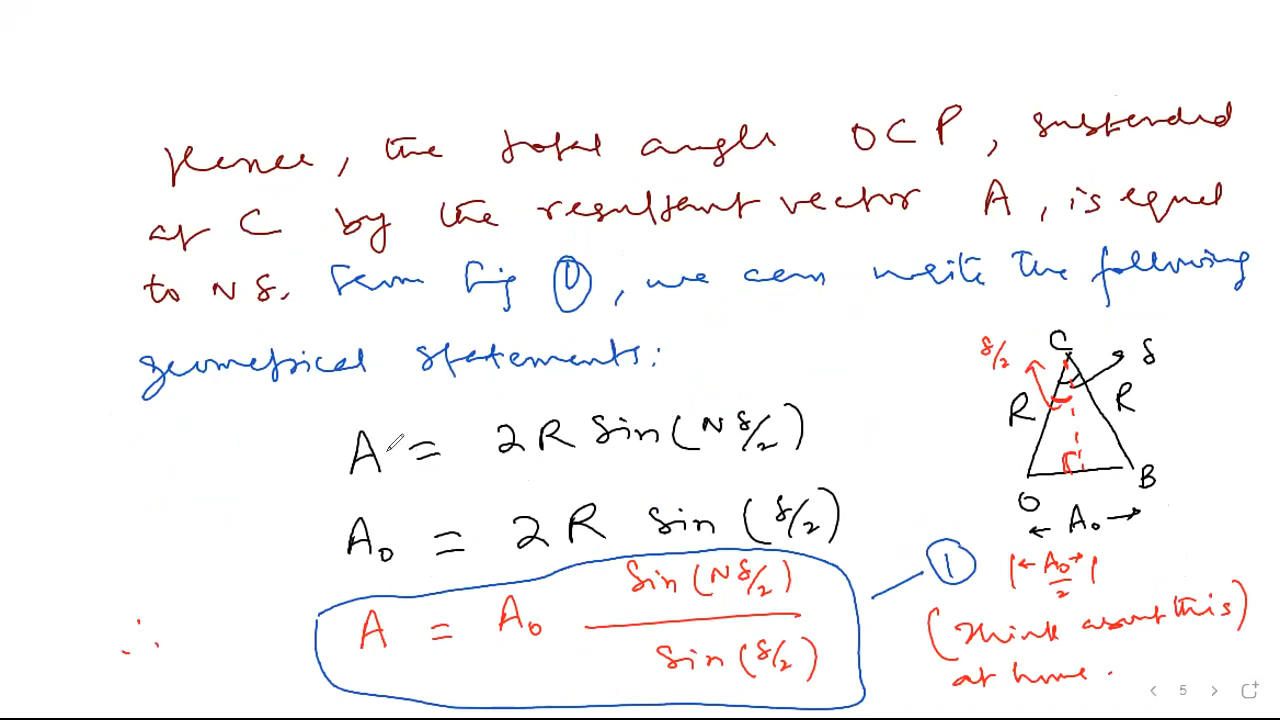 Hence, the total angle OCP, sustended
at C by the resultant vector A, is equal
to Nδ. From Fig ①, we can write the following
geometrical statements:
A = 2R sin(Nδ/2)
A₀ = 2R sin(δ/2)
∴ A = A₀ sin(Nδ/2) / sin(δ/2) ①
C
δ/2 δ
R R
O B
← A₀ →
|← A₀/2 →|
(Think about this
at home.)
5